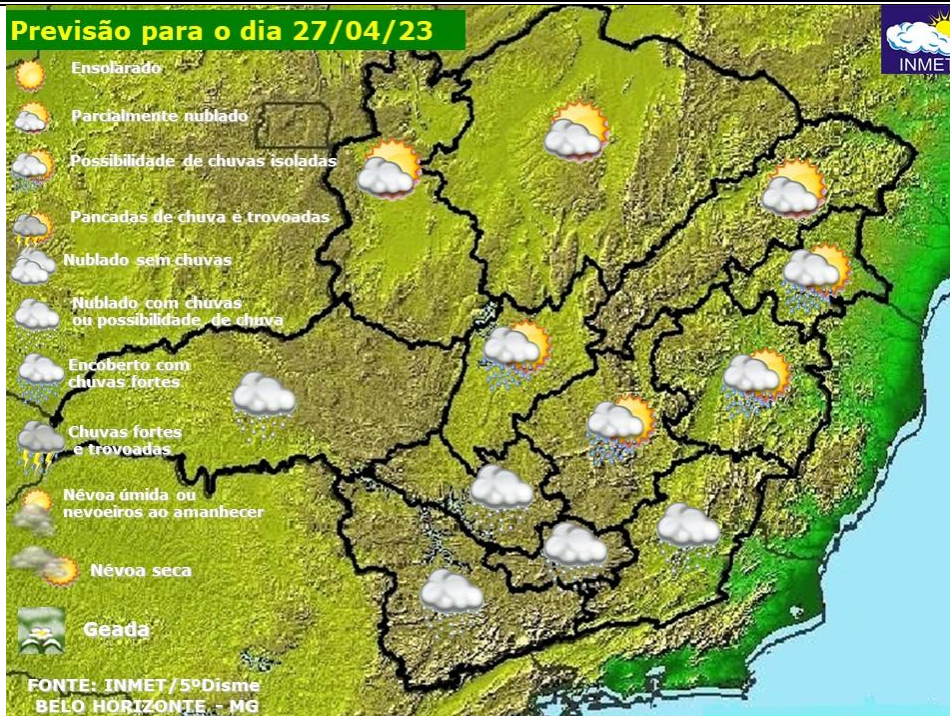 Previsão para o dia 27/04/23
INMET
Ensolarado
Parcialmente nublado
Possibilidade de chuvas isoladas
Pancadas de chuva e trovoadas
Nublado sem chuvas
Nublado com chuvas
ou possibilidade de chuva
Encoberto com
chuvas fortes
Chuvas fortes
e trovoadas
Névoa úmida ou
nevoeiros ao amanhecer
Névoa seca
Geada
FONTE: INMET/5ºDisme
BELO HORIZONTE - MG